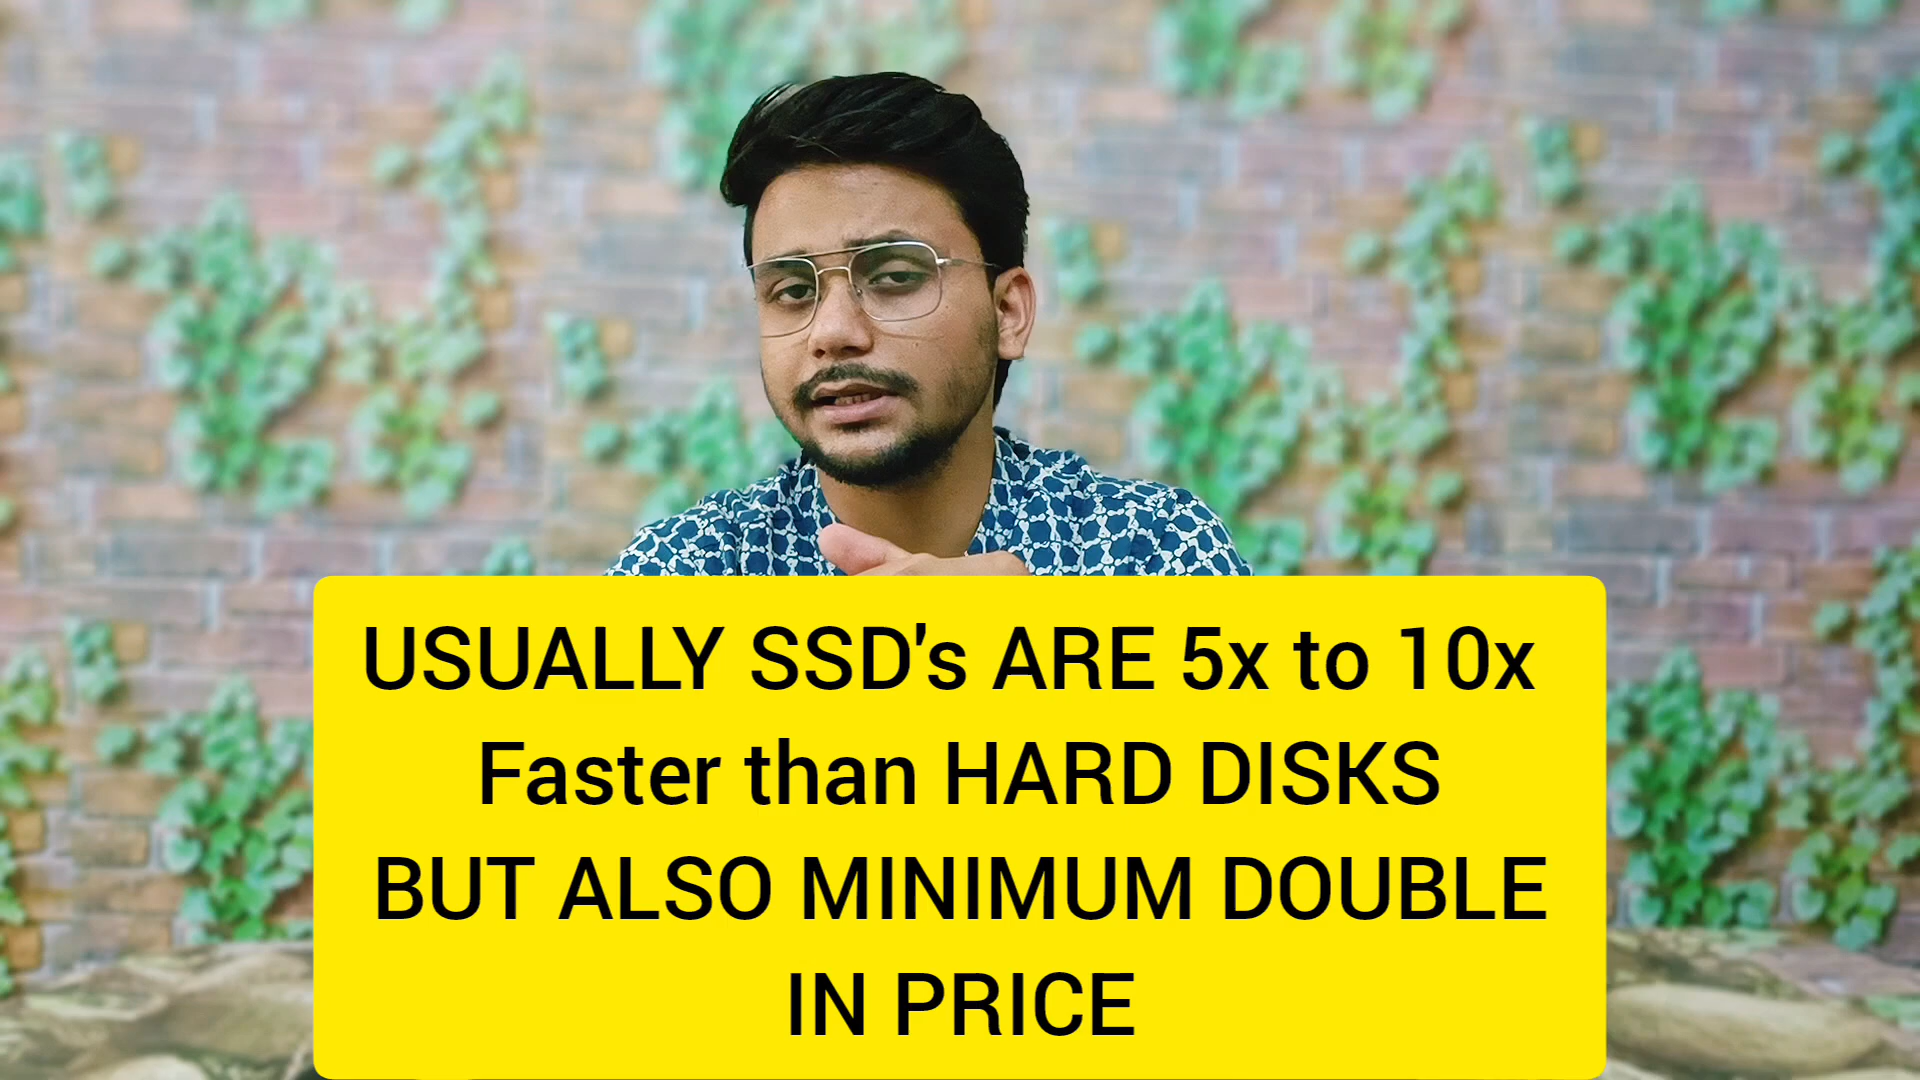 USUALLY SSD's ARE 5x to 10x
Faster than HARD DISKS
BUT ALSO MINIMUM DOUBLE
IN PRICE